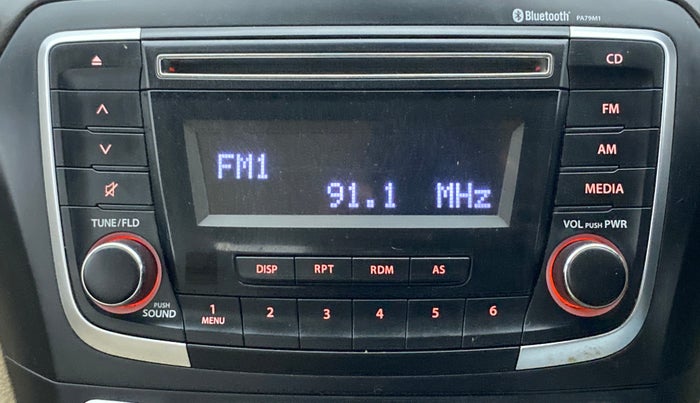 Bluetooth® PA79M1
CD
FM
AM
MEDIA
FM1
91.1 MHz
TUNE/FLD
VOL PUSH PWR
DISP RPT RDM AS
PUSH
SOUND
1 2 3 4 5 6
MENU